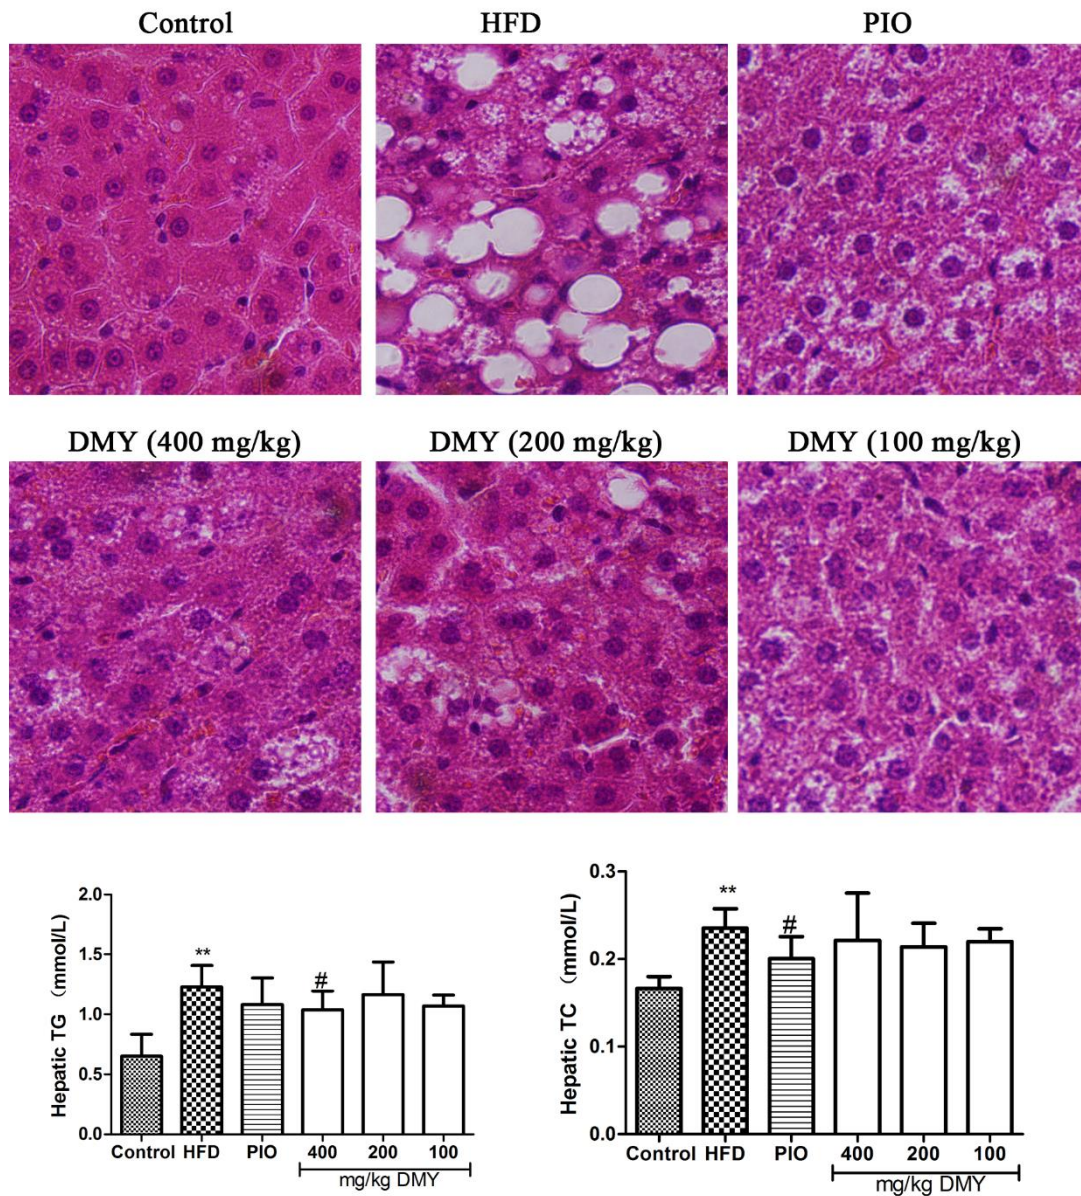 Control HFD PIO
DMY (400 mg/kg) DMY (200 mg/kg) DMY (100 mg/kg)
Hepatic TG （mmol/L)
2.0
1.5
1.0
0.5
0.0
**
#
Control HFD PIO 400 200 100
mg/kg DMY
Hepatic TC （mmol/L)
0.3
0.2
0.1
0.0
**
#
Control HFD PIO 400 200 100
mg/kg DMY